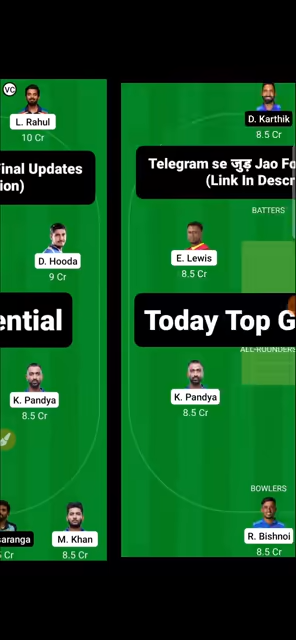 VC
L. Rahul
10 Cr
inal Updates
ion)
D. Hooda
9 Cr
ential
K. Pandya
8.5 Cr
saranga
Cr
M. Khan
8.5 Cr
D. Karthik
8.5 Cr
Telegram se जुड़ Jao Fo
(Link In Descr
BATTERS
E. Lewis
8.5 Cr
Today Top G
ALL-ROUNDERS
K. Pandya
8.5 Cr
BOWLERS
R. Bishnoi
8.5 Cr